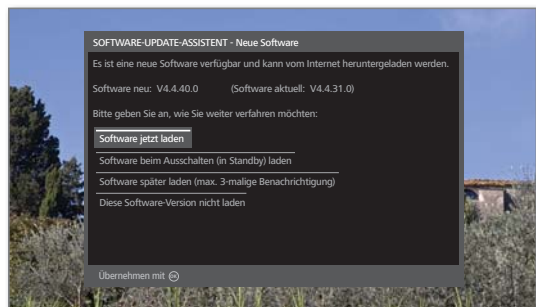 SOFTWARE-UPDATE-ASSISTENT - Neue Software
Es ist eine neue Software verfügbar und kann vom Internet heruntergeladen werden.
Software neu: V4.4.40.0 (Software aktuell: V4.4.31.0)
Bitte geben Sie an, wie Sie weiter verfahren möchten:
Software jetzt laden
Software beim Ausschalten (in Standby) laden
Software später laden (max. 3-malige Benachrichtigung)
Diese Software-Version nicht laden
Übernehmen mit OK